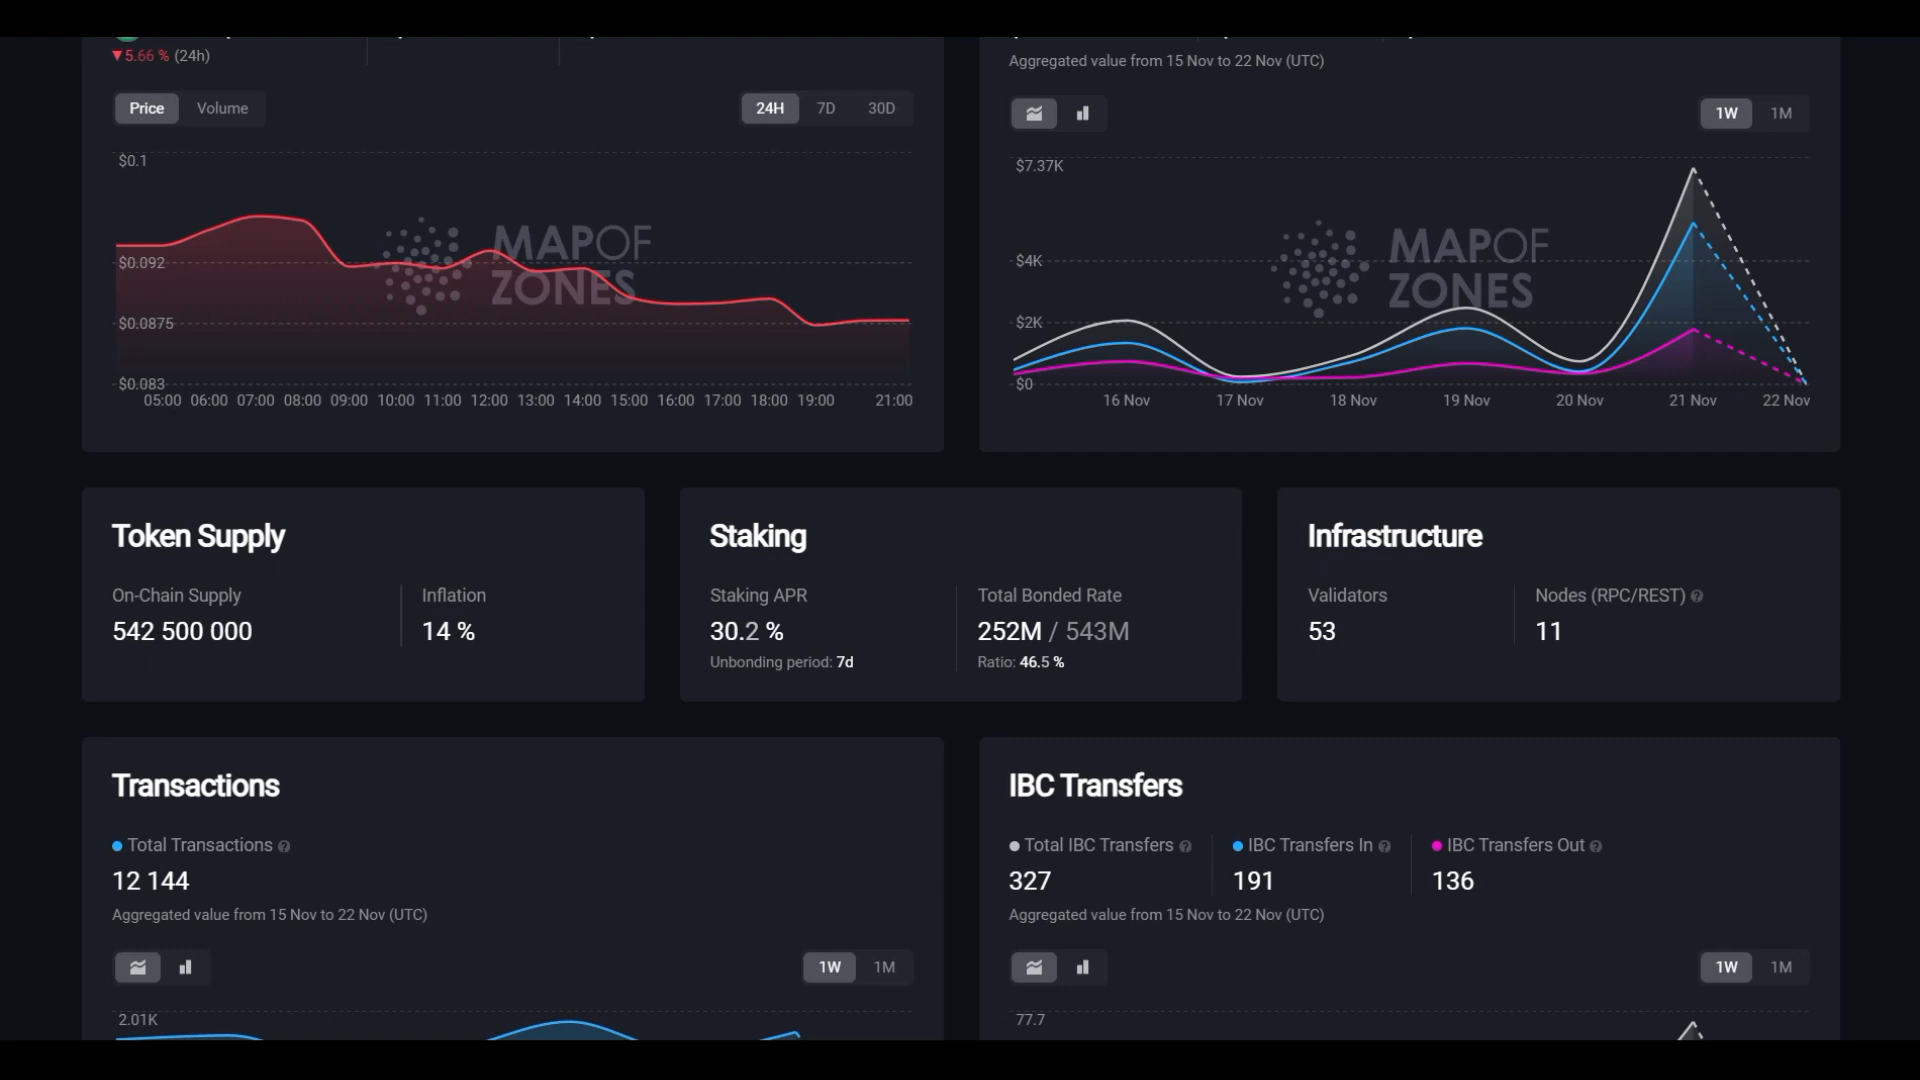 ▼5.66 % (24h)
Price Volume 24H 7D 30D
$0.1
$0.092
$0.0875
$0.083
MAPOF
ZONES
05:00 06:00 07:00 08:00 09:00 10:00 11:00 12:00 13:00 14:00 15:00 16:00 17:00 18:00 19:00 21:00
Aggregated value from 15 Nov to 22 Nov (UTC)
1W 1M
$7.37K
$4K
$2K
$0
MAPOF
ZONES
16 Nov 17 Nov 18 Nov 19 Nov 20 Nov 21 Nov 22 Nov
Token Supply
On-Chain Supply Inflation
542 500 000 14 %
Staking
Staking APR Total Bonded Rate
30.2 % 252M / 543M
Unbonding period: 7d Ratio: 46.5 %
Infrastructure
Validators Nodes (RPC/REST) ?
53 11
Transactions
Total Transactions ?
12 144
Aggregated value from 15 Nov to 22 Nov (UTC)
1W 1M
2.01K
IBC Transfers
Total IBC Transfers ? IBC Transfers In ? IBC Transfers Out ?
327 191 136
Aggregated value from 15 Nov to 22 Nov (UTC)
1W 1M
77.7